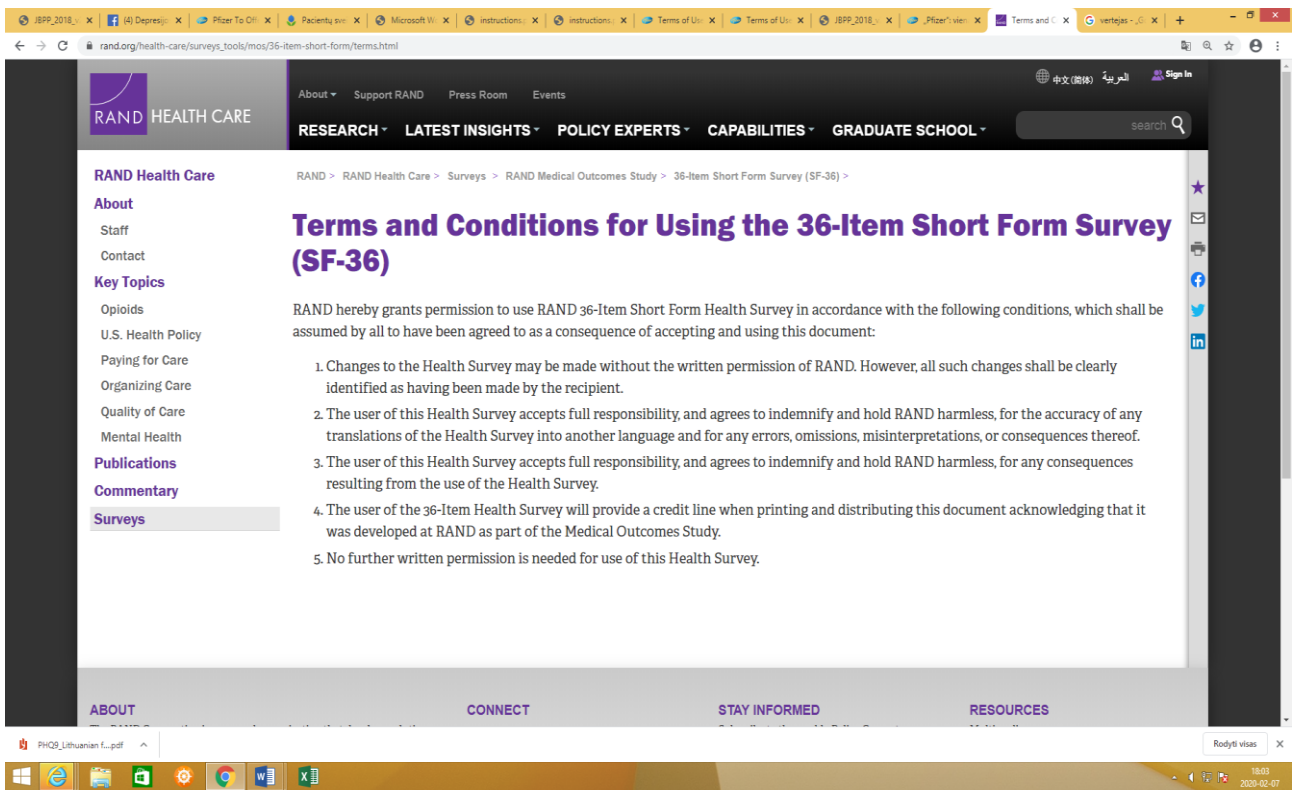 JBPP_2018_v
(4) Depresijo
Pfizer To Off
Pacientų sve
Microsoft W
instructions.
instructions.
Terms of Us
Terms of Us
JBPP_2018_v
„Pfizer“: vien
Terms and C
vertejas - „G
rand.org/health-care/surveys_tools/mos/36-item-short-form/terms.html
中文(简体) العربية Sign In
About Support RAND Press Room Events
RAND HEALTH CARE
RESEARCH LATEST INSIGHTS POLICY EXPERTS CAPABILITIES GRADUATE SCHOOL
search
RAND Health Care
About
Staff
Contact
Key Topics
Opioids
U.S. Health Policy
Paying for Care
Organizing Care
Quality of Care
Mental Health
Publications
Commentary
Surveys
RAND > RAND Health Care > Surveys > RAND Medical Outcomes Study > 36-Item Short Form Survey (SF-36) >
Terms and Conditions for Using the 36-Item Short Form Survey
(SF-36)
RAND hereby grants permission to use RAND 36-Item Short Form Health Survey in accordance with the following conditions, which shall be
assumed by all to have been agreed to as a consequence of accepting and using this document:
1. Changes to the Health Survey may be made without the written permission of RAND. However, all such changes shall be clearly
identified as having been made by the recipient.
2. The user of this Health Survey accepts full responsibility, and agrees to indemnify and hold RAND harmless, for the accuracy of any
translations of the Health Survey into another language and for any errors, omissions, misinterpretations, or consequences thereof.
3. The user of this Health Survey accepts full responsibility, and agrees to indemnify and hold RAND harmless, for any consequences
resulting from the use of the Health Survey.
4. The user of the 36-Item Health Survey will provide a credit line when printing and distributing this document acknowledging that it
was developed at RAND as part of the Medical Outcomes Study.
5. No further written permission is needed for use of this Health Survey.
ABOUT CONNECT STAY INFORMED RESOURCES
PHQ9_Lithuanian f....pdf
Rodyti visas
18:03
2020-02-07